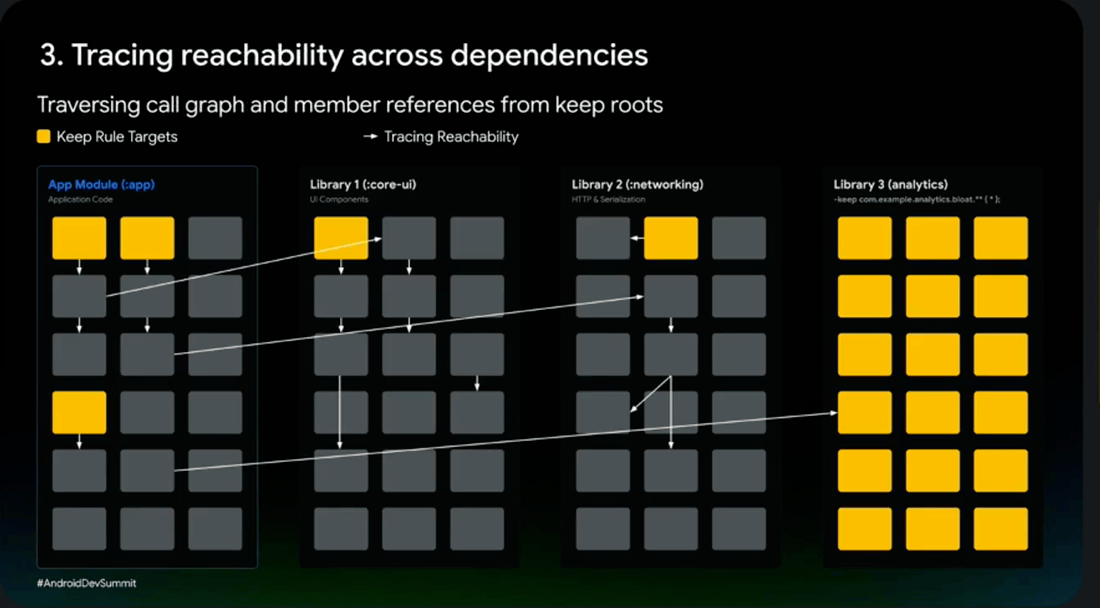 3. Tracing reachability across dependencies
Traversing call graph and member references from keep roots
Keep Rule Targets
Tracing Reachability
App Module (:app)
Application Code
Library 1 (:core-ui)
UI Components
Library 2 (:networking)
HTTP & Serialization
Library 3 (analytics)
-keep com.example.analytics.bloat.** { *; };
#AndroidDevSummit